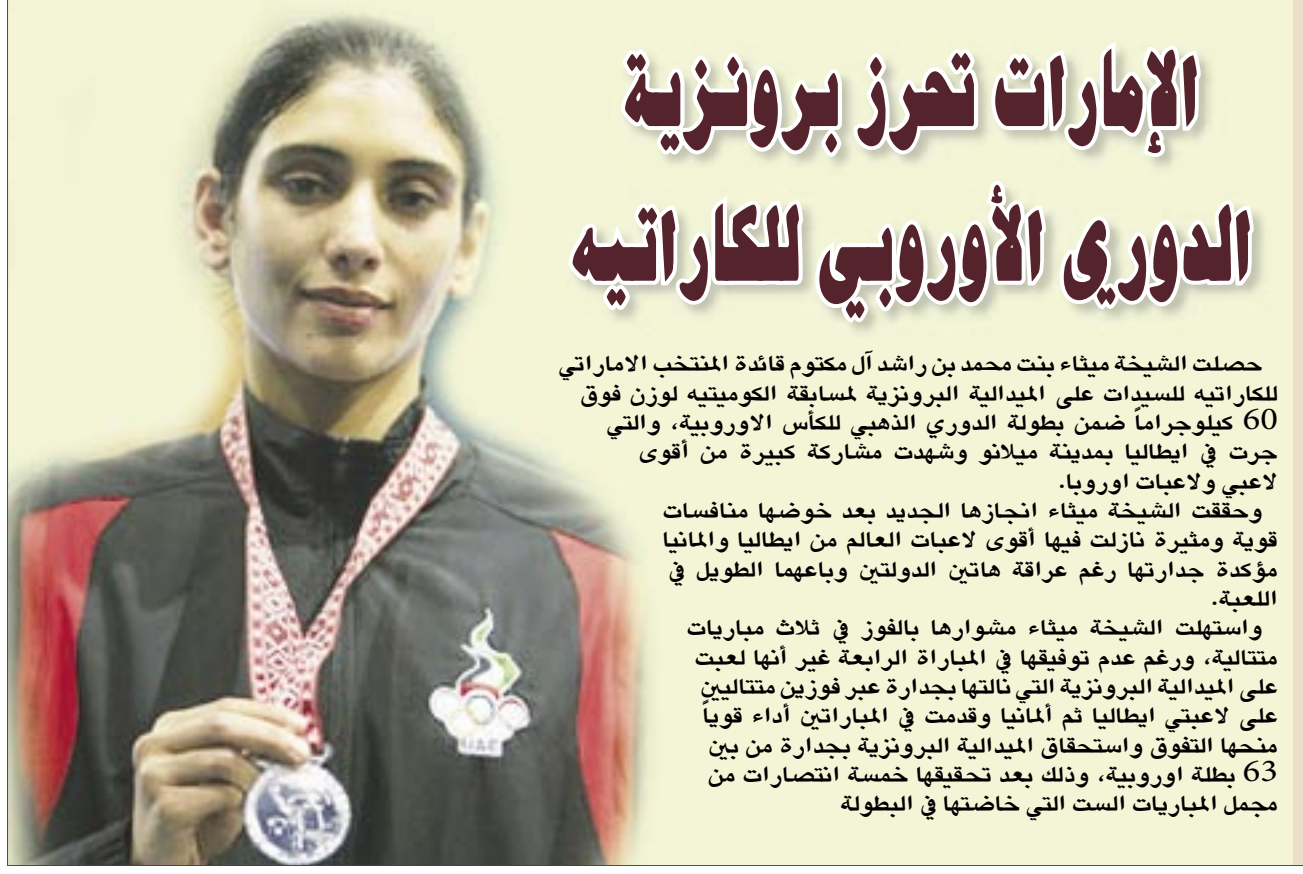 الإمارات تحرز برونزية
الدوري الأوروبي للكاراتيه
حصلت الشيخة ميثاء بنت محمد بن راشد آل مكتوم قائدة المنتخب الاماراتي
للكاراتيه للسيدات على الميدالية البرونزية لمسابقة الكوميتيه لوزن فوق
60 كيلوجراماً ضمن بطولة الدوري الذهبي للكأس الاوروبية، والتي
جرت في ايطاليا بمدينة ميلانو وشهدت مشاركة كبيرة من أقوى
لاعبي ولاعبات اوروبا.
وحققت الشيخة ميثاء انجازها الجديد بعد خوضها منافسات
قوية ومثيرة نازلت فيها أقوى لاعبات العالم من ايطاليا والمانيا
مؤكدة جدارتها رغم عراقة هاتين الدولتين وباعهما الطويل في
اللعبة.
واستهلت الشيخة ميثاء مشوارها بالفوز في ثلاث مباريات
متتالية، ورغم عدم توفيقها في المباراة الرابعة غير أنها لعبت
على الميدالية البرونزية التي نالتها بجدارة عبر فوزين متتاليين
على لاعبتي ايطاليا ثم ألمانيا وقدمت في المباراتين أداء قوياً
منحها التفوق واستحقاق الميدالية البرونزية بجدارة من بين
63 بطلة اوروبية، وذلك بعد تحقيقها خمسة انتصارات من
مجمل المباريات الست التي خاضتها في البطولة
UAE